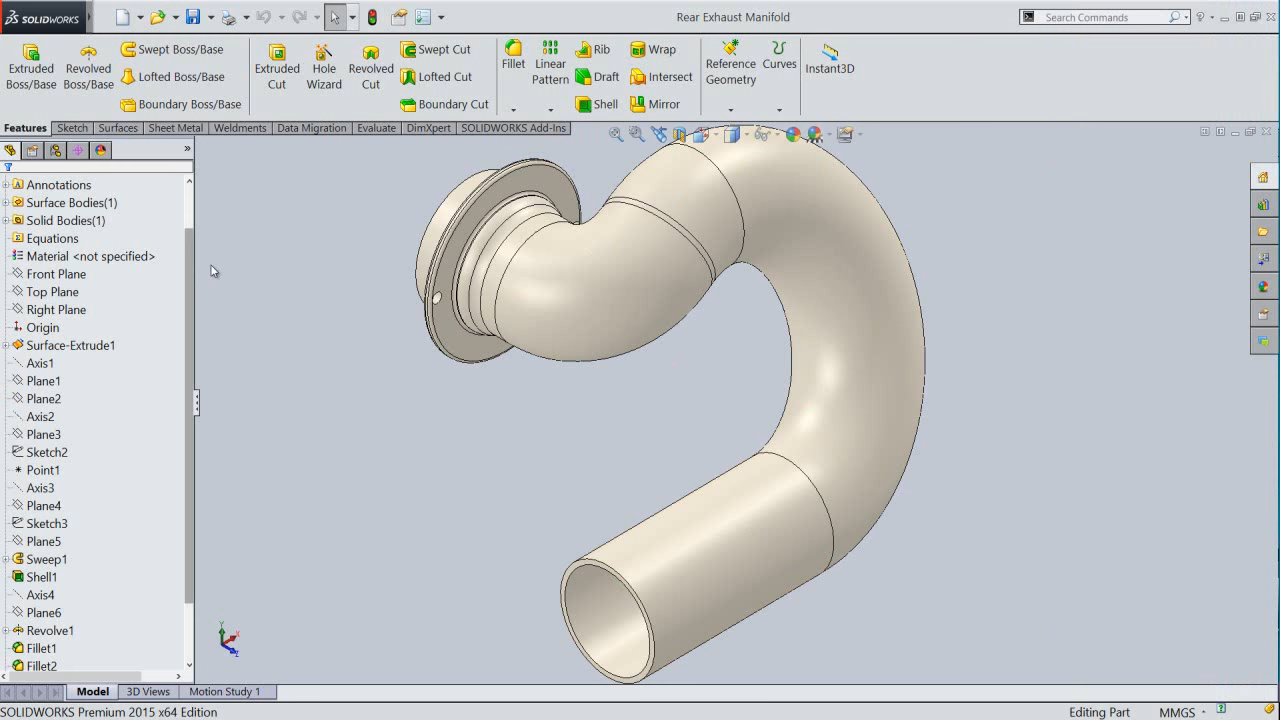 SOLIDWORKS
Rear Exhaust Manifold
Search Commands
Extruded Boss/Base
Revolved Boss/Base
Swept Boss/Base
Lofted Boss/Base
Boundary Boss/Base
Extruded Cut
Hole Wizard
Revolved Cut
Swept Cut
Lofted Cut
Boundary Cut
Fillet
Linear Pattern
Rib
Draft
Shell
Wrap
Intersect
Mirror
Reference Geometry
Curves
Instant3D
Features
Sketch
Surfaces
Sheet Metal
Weldments
Data Migration
Evaluate
DimXpert
SOLIDWORKS Add-Ins
Annotations
Surface Bodies(1)
Solid Bodies(1)
Equations
Material <not specified>
Front Plane
Top Plane
Right Plane
Origin
Surface-Extrude1
Axis1
Plane1
Plane2
Axis2
Plane3
Sketch2
Point1
Axis3
Plane4
Sketch3
Plane5
Sweep1
Shell1
Axis4
Plane6
Revolve1
Fillet1
Fillet2
Y
X
Z
Model
3D Views
Motion Study 1
SOLIDWORKS Premium 2015 x64 Edition
Editing Part
MMGS